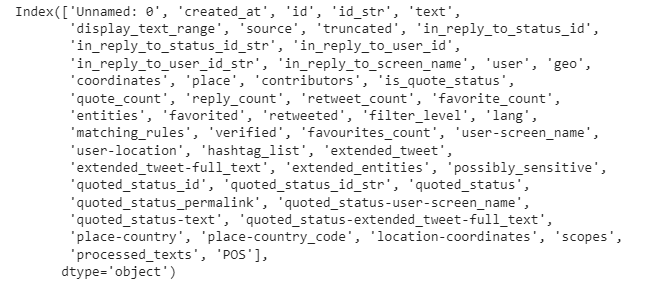 Index(['Unnamed: 0', 'created_at', 'id', 'id_str', 'text',
'display_text_range', 'source', 'truncated', 'in_reply_to_status_id',
'in_reply_to_status_id_str', 'in_reply_to_user_id',
'in_reply_to_user_id_str', 'in_reply_to_screen_name', 'user', 'geo',
'coordinates', 'place', 'contributors', 'is_quote_status',
'quote_count', 'reply_count', 'retweet_count', 'favorite_count',
'entities', 'favorited', 'retweeted', 'filter_level', 'lang',
'matching_rules', 'verified', 'favourites_count', 'user-screen_name',
'user-location', 'hashtag_list', 'extended_tweet',
'extended_tweet-full_text', 'extended_entities', 'possibly_sensitive',
'quoted_status_id', 'quoted_status_id_str', 'quoted_status',
'quoted_status_permalink', 'quoted_status-user-screen_name',
'quoted_status-text', 'quoted_status-extended_tweet-full_text',
'place-country', 'place-country_code', 'location-coordinates', 'scopes',
'processed_texts', 'POS'],
dtype='object')